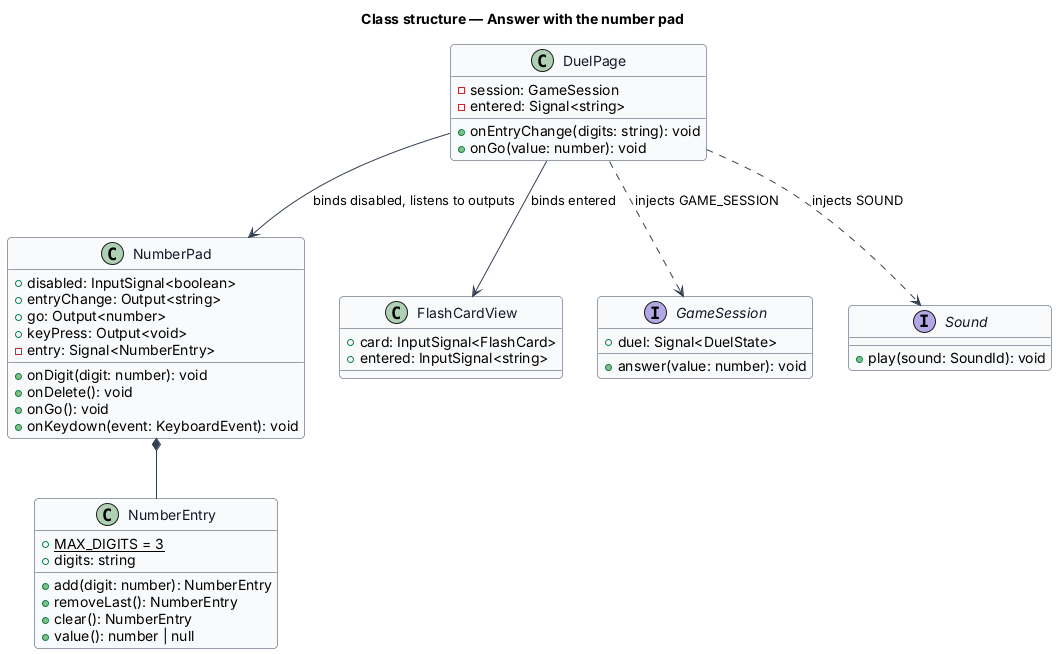 Class structure — Answer with the number pad
C DuelPage
session: GameSession
entered: Signal<string>
onEntryChange(digits: string): void
onGo(value: number): void
binds disabled, listens to outputs
binds entered
injects GAME_SESSION
injects SOUND
C NumberPad
disabled: InputSignal<boolean>
entryChange: Output<string>
go: Output<number>
keyPress: Output<void>
entry: Signal<NumberEntry>
onDigit(digit: number): void
onDelete(): void
onGo(): void
onKeydown(event: KeyboardEvent): void
C FlashCardView
card: InputSignal<FlashCard>
entered: InputSignal<string>
I GameSession
duel: Signal<DuelState>
answer(value: number): void
I Sound
play(sound: SoundId): void
C NumberEntry
MAX_DIGITS = 3
digits: string
add(digit: number): NumberEntry
removeLast(): NumberEntry
clear(): NumberEntry
value(): number | null